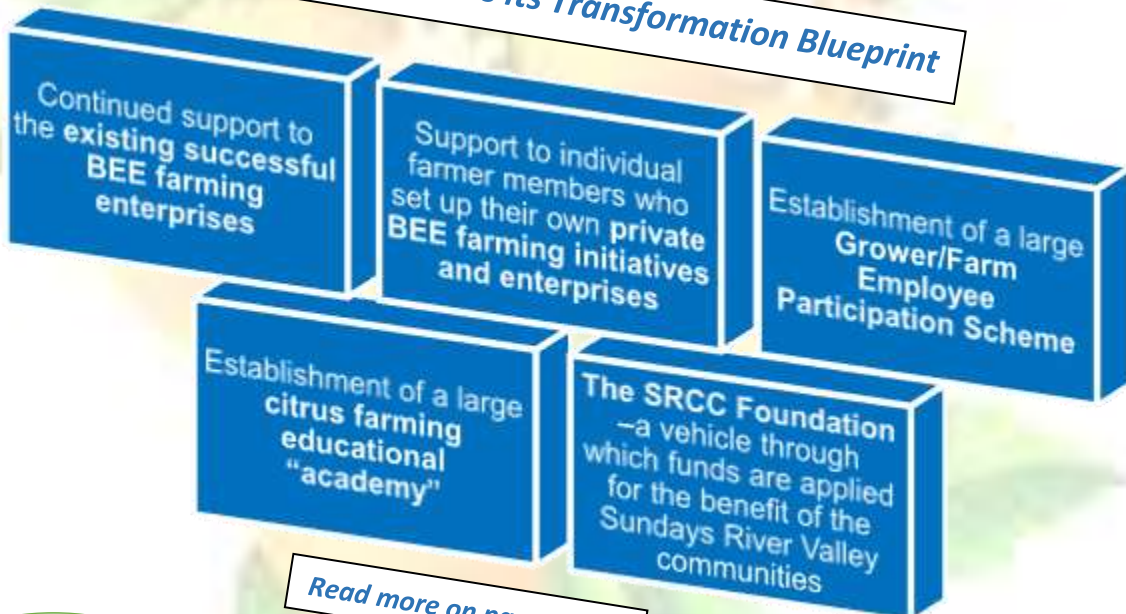 its Transformation Blueprint
Continued support to
the existing successful
BEE farming
enterprises
Support to individual
farmer members who
set up their own private
BEE farming initiatives
and enterprises
Establishment of a large
Grower/Farm
Employee
Participation Scheme
Establishment of a large
citrus farming
educational
“academy”
The SRCC Foundation
–a vehicle through
which funds are applied
for the benefit of the
Sundays River Valley
communities
Read more on